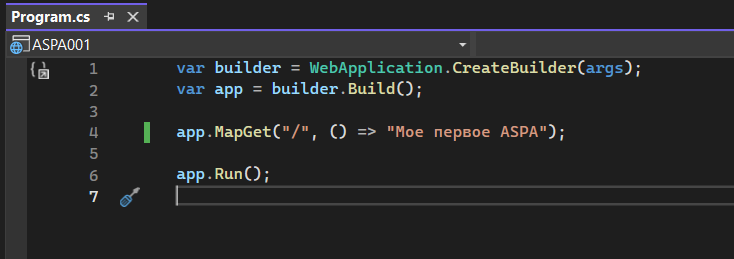 Program.cs
ASPA001
1 var builder = WebApplication.CreateBuilder(args);
2 var app = builder.Build();
3
4 app.MapGet("/", () => "Мое первое ASPA");
5
6 app.Run();
7